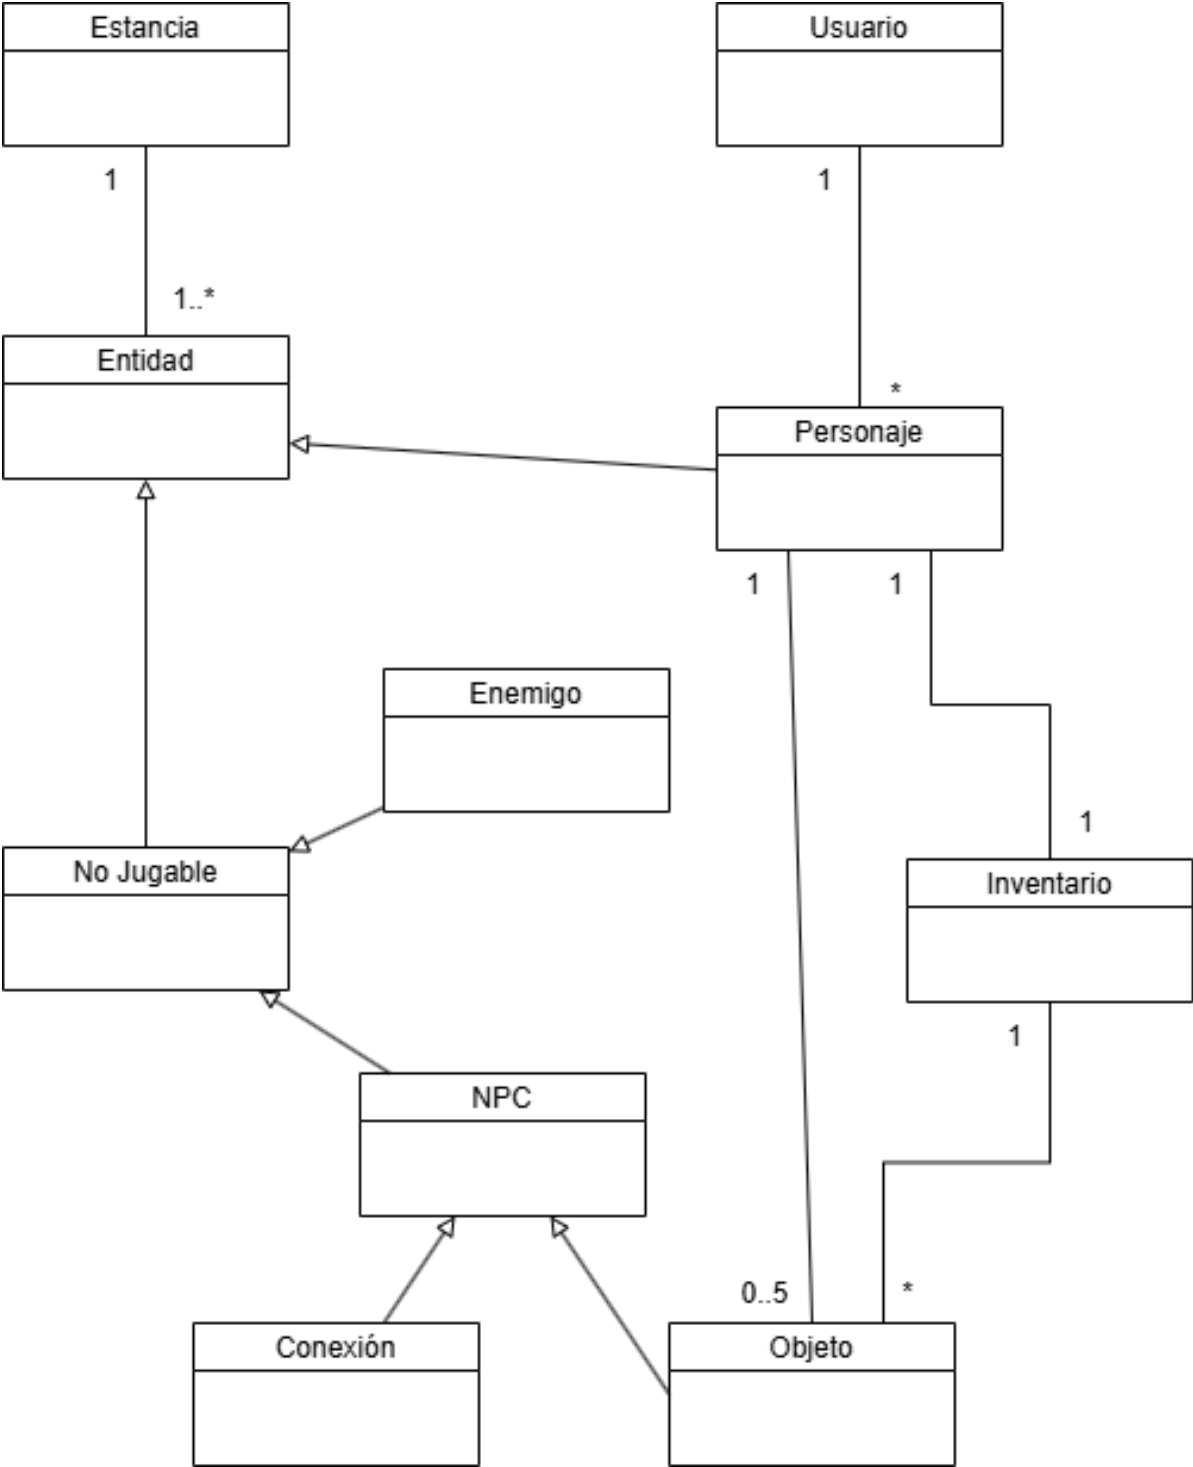 Estancia
Usuario
1
1
1..*
Entidad
*
Personaje
1
1
Enemigo
1
No Jugable
Inventario
1
NPC
0..5
*
Conexión
Objeto